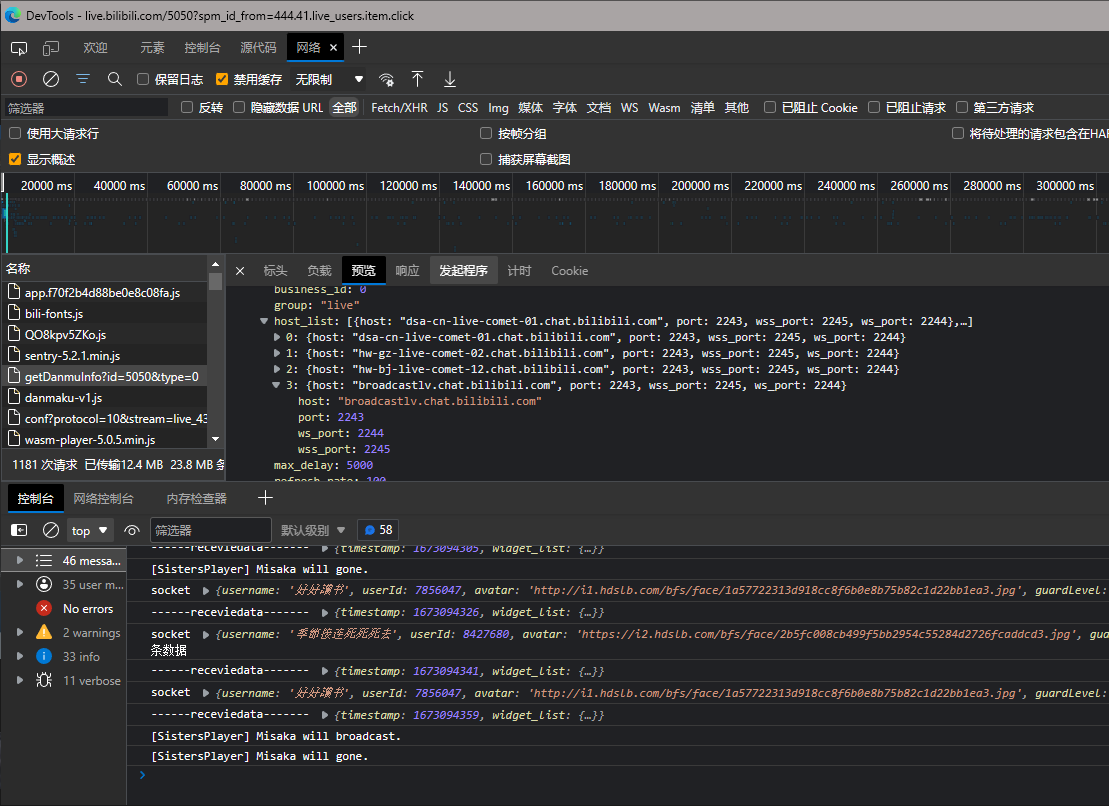 DevTools - live.bilibili.com/5050?spm_id_from=444.41.live_users.item.click
欢迎 元素 控制台 源代码 网络
保留日志 禁用缓存 无限制
筛选器 反转 隐藏数据 URL 全部 Fetch/XHR JS CSS Img 媒体 字体 文档 WS Wasm 清单 其他 已阻止 Cookie 已阻止请求 第三方请求
使用大请求行 按帧分组 将待处理的请求包含在HAR
显示概述 捕获屏幕截图
20000 ms 40000 ms 60000 ms 80000 ms 100000 ms 120000 ms 140000 ms 160000 ms 180000 ms 200000 ms 220000 ms 240000 ms 260000 ms 280000 ms 300000 ms
名称
app.f70f2b4d88be0e8c08fa.js
bili-fonts.js
QO8kpv5ZKo.js
sentry-5.2.1.min.js
getDanmuInfo?id=5050&type=0
danmaku-v1.js
conf?protocol=10&stream=live_43
wasm-player-5.0.5.min.js
1181 次请求 已传输12.4 MB 23.8 MB 条
标头 负载 预览 响应 发起程序 计时 Cookie
business_id: 0
group: "live"
host_list: [{host: "dsa-cn-live-comet-01.chat.bilibili.com", port: 2243, wss_port: 2245, ws_port: 2244},…]
0: {host: "dsa-cn-live-comet-01.chat.bilibili.com", port: 2243, wss_port: 2245, ws_port: 2244}
1: {host: "hw-gz-live-comet-02.chat.bilibili.com", port: 2243, wss_port: 2245, ws_port: 2244}
2: {host: "hw-bj-live-comet-12.chat.bilibili.com", port: 2243, wss_port: 2245, ws_port: 2244}
3: {host: "broadcastlv.chat.bilibili.com", port: 2243, wss_port: 2245, ws_port: 2244}
host: "broadcastlv.chat.bilibili.com"
port: 2243
ws_port: 2244
wss_port: 2245
max_delay: 5000
refresh_rate: 100
控制台 网络控制台 内存检查器
top 筛选器 默认级别 58
46 messa...
35 user m...
No errors
2 warnings
33 info
11 verbose
------receviedata------- {timestamp: 1673094305, widget_list: {…}}
[SistersPlayer] Misaka will gone.
socket {username: '好好讀书', userId: 7856047, avatar: 'http://i1.hdslb.com/bfs/face/1a57722313d918cc8f6b0e8b75b82c1d22bb1ea3.jpg', guardLevel:
------receviedata------- {timestamp: 1673094326, widget_list: {…}}
socket {username: , userId: 8427680, avatar: 'https://i2.hdslb.com/bfs/face/2b5fc008cb499f5bb2954c55284d2726fcaddcd3.jpg', gua
条数据
------receviedata------- {timestamp: 1673094341, widget_list: {…}}
socket {username: '好好讀书', userId: 7856047, avatar: 'http://i1.hdslb.com/bfs/face/1a57722313d918cc8f6b0e8b75b82c1d22bb1ea3.jpg', guardLevel:
------receviedata------- {timestamp: 1673094359, widget_list: {…}}
[SistersPlayer] Misaka will broadcast.
[SistersPlayer] Misaka will gone.